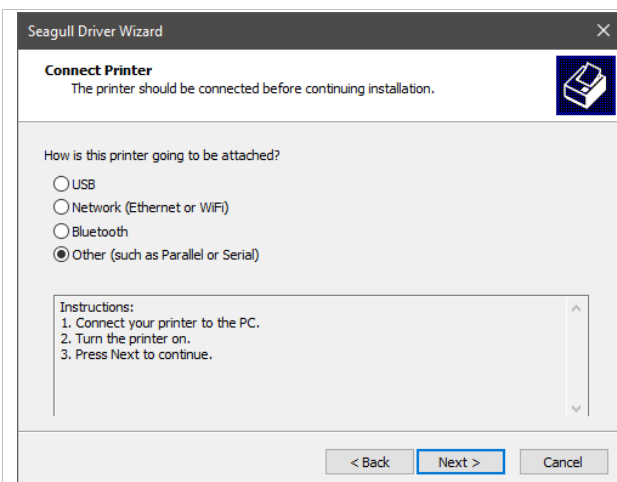 Seagull Driver Wizard
Connect Printer
The printer should be connected before continuing installation.
How is this printer going to be attached?
USB
Network (Ethernet or WiFi)
Bluetooth
Other (such as Parallel or Serial)
Instructions:
1. Connect your printer to the PC.
2. Turn the printer on.
3. Press Next to continue.
< Back Next > Cancel